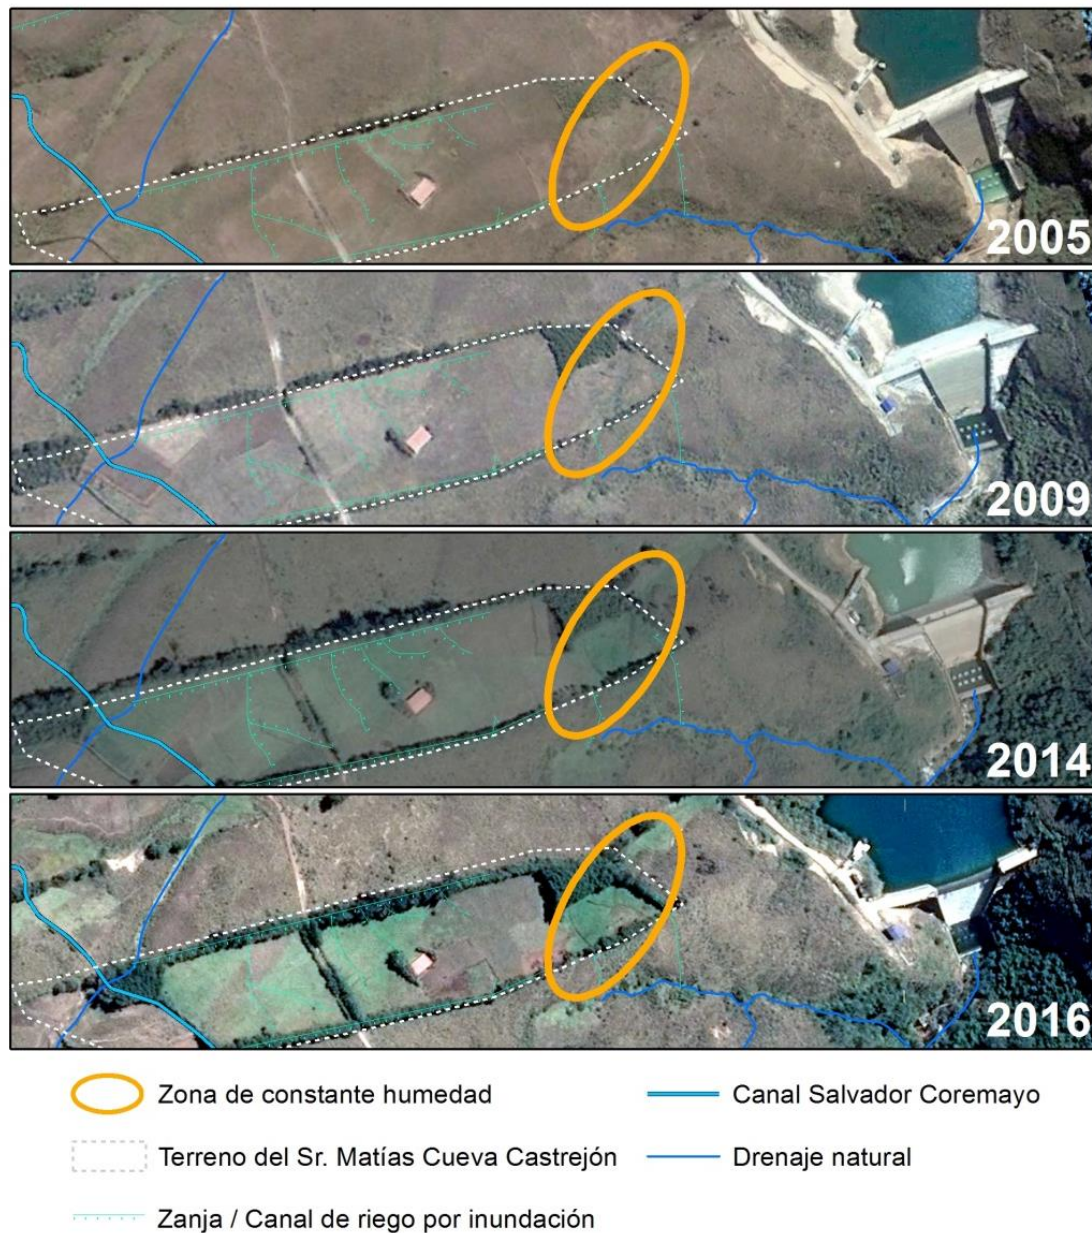 2005
2009
2014
2016
Zona de constante humedad
Canal Salvador Coremayo
Terreno del Sr. Matías Cueva Castrejón
Drenaje natural
Zanja / Canal de riego por inundación